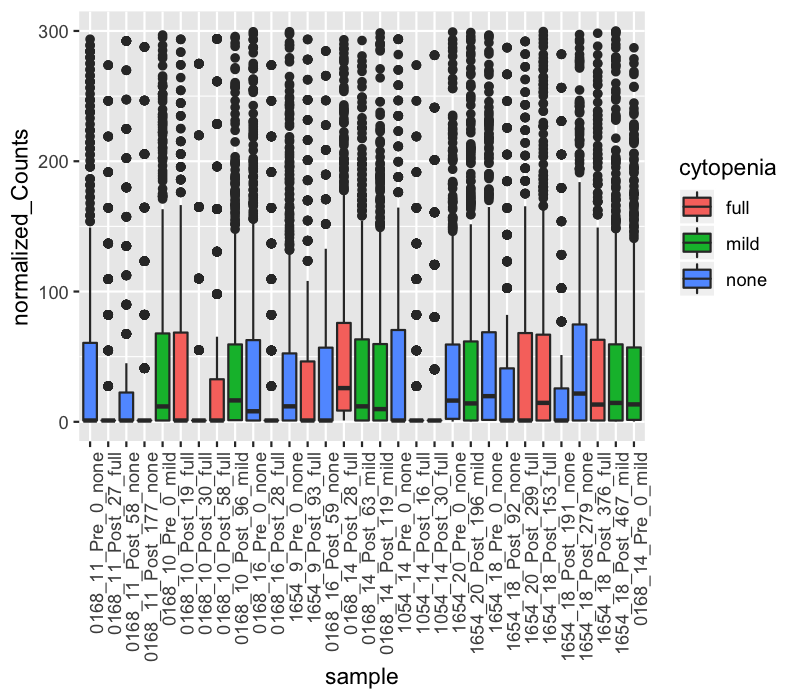 300
200
100
0
normalized_Counts
0168_11_Pre_0_none
0168_11_Post_27_full
0168_11_Post_58_none
0168_11_Post_177_none
0168_10_Pre_0_mild
0168_10_Post_19_full
0168_10_Post_30_full
0168_10_Post_58_full
0168_10_Post_96_mild
0168_16_Pre_0_none
0168_16_Post_28_full
1654_9_Pre_0_none
1654_9_Post_93_full
0168_16_Post_59_none
0168_14_Post_28_full
0168_14_Post_63_mild
0168_14_Post_119_mild
1054_14_Pre_0_none
1054_14_Post_16_full
1054_14_Post_30_full
1654_20_Pre_0_none
1654_20_Post_196_mild
1654_18_Pre_0_none
1654_18_Post_92_none
1654_20_Post_299_full
1654_18_Post_153_full
1654_18_Post_191_none
1654_18_Post_279_none
1654_18_Post_376_full
1654_18_Post_467_mild
0168_14_Pre_0_mild
sample
cytopenia
full
mild
none